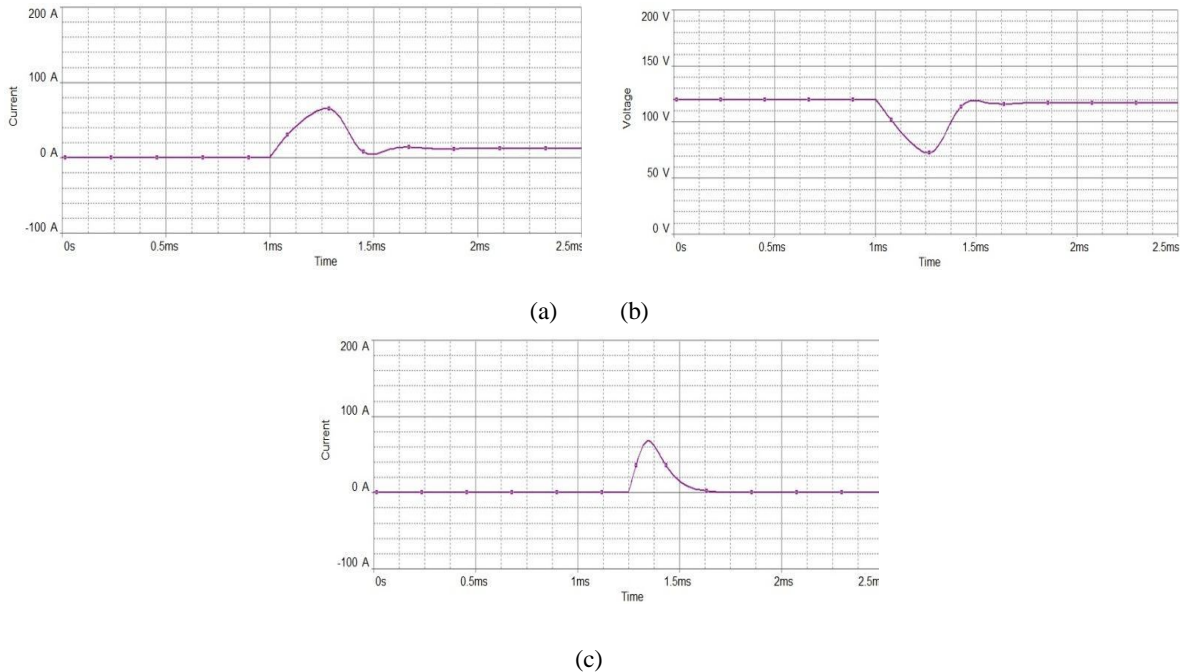 200 A
100 A
0 A
-100 A
Current
0s 0.5ms 1ms 1.5ms 2ms 2.5ms
Time
200 V
150 V
100 V
50 V
0 V
Voltage
0s 0.5ms 1ms 1.5ms 2ms 2.5ms
Time
(a) (b)
200 A
100 A
0 A
-100 A
Current
0s 0.5ms 1ms 1.5ms 2ms 2.5m
Time
(c)